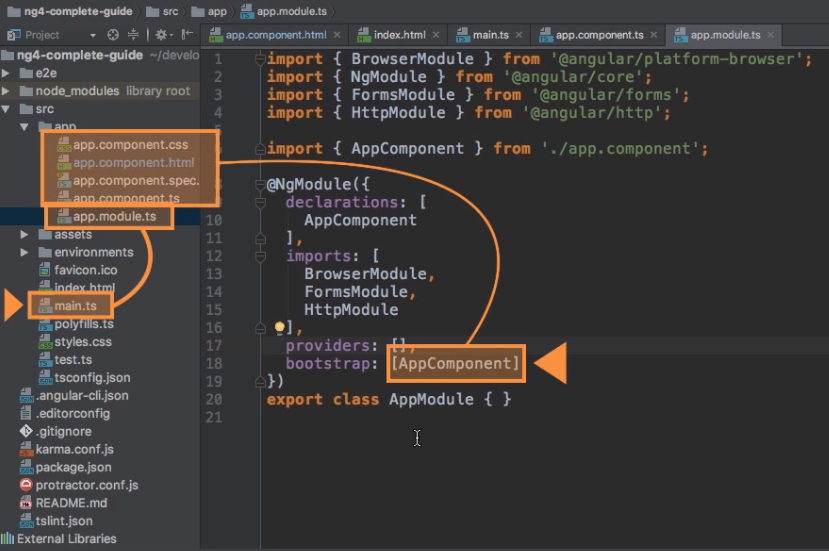 ng4-complete-guide src app app.module.ts
Project
app.component.html index.html main.ts app.component.ts app.module.ts
ng4-complete-guide ~/develo
e2e
node_modules library root
src
app
app.component.css
app.component.html
app.component.spec.
app.component.ts
app.module.ts
assets
environments
favicon.ico
index.html
main.ts
polyfills.ts
styles.css
test.ts
tsconfig.json
.angular-cli.json
.editorconfig
.gitignore
karma.conf.js
package.json
protractor.conf.js
README.md
tslint.json
External Libraries
1 import { BrowserModule } from '@angular/platform-browser';
2 import { NgModule } from '@angular/core';
3 import { FormsModule } from '@angular/forms';
4 import { HttpModule } from '@angular/http';
import { AppComponent } from './app.component';
@NgModule({
declarations: [
10 AppComponent
11 ],
12 imports: [
13 BrowserModule,
14 FormsModule,
15 HttpModule
16 ],
17 providers: [],
18 bootstrap: [AppComponent]
19 })
20 export class AppModule { }
21